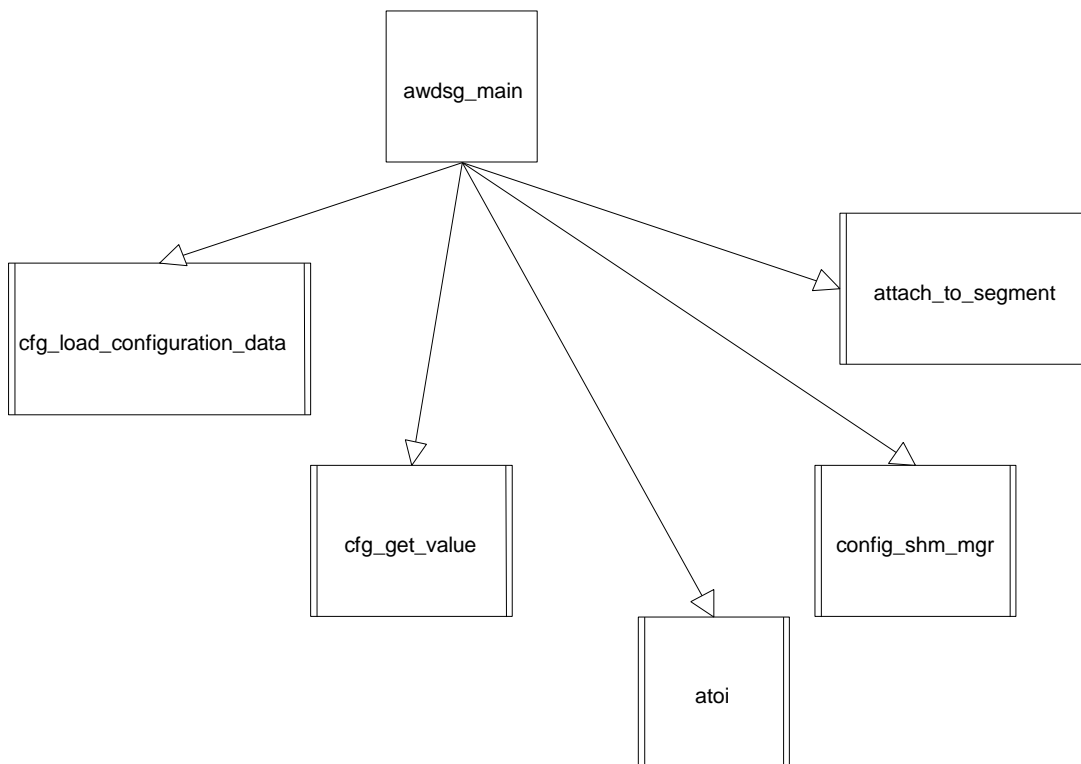 awdsg_main
attach_to_segment
cfg_load_configuration_data
cfg_get_value
config_shm_mgr
atoi